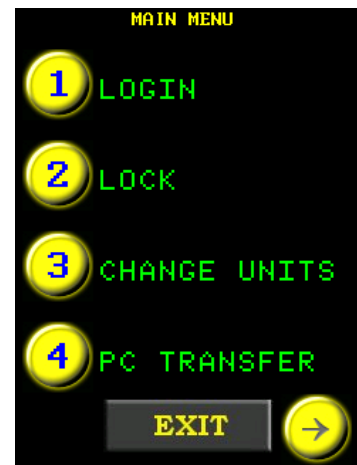 MAIN MENU
1 LOGIN
2 LOCK
3 CHANGE UNITS
4 PC TRANSFER
EXIT →